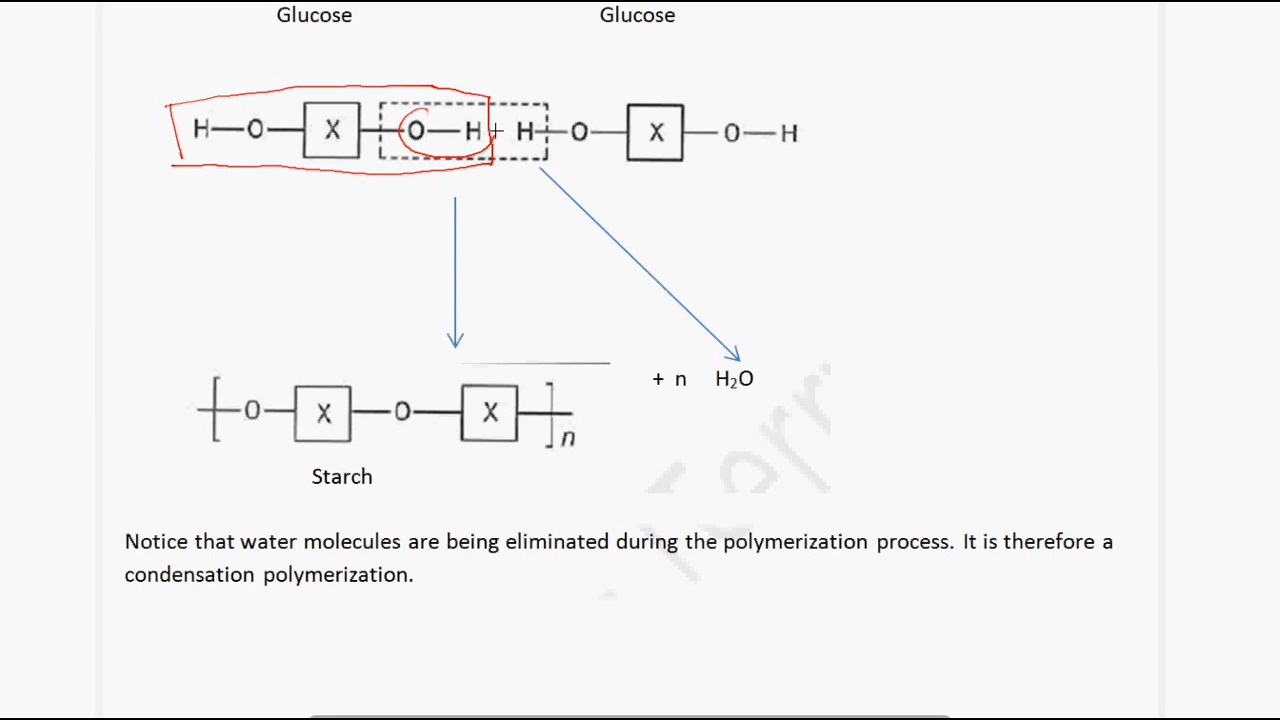 Glucose Glucose
H—O—X—O—H + H—O—X—O—H
+ n H₂O
[O—X—O—X]n
Starch
Notice that water molecules are being eliminated during the polymerization process. It is therefore a
condensation polymerization.